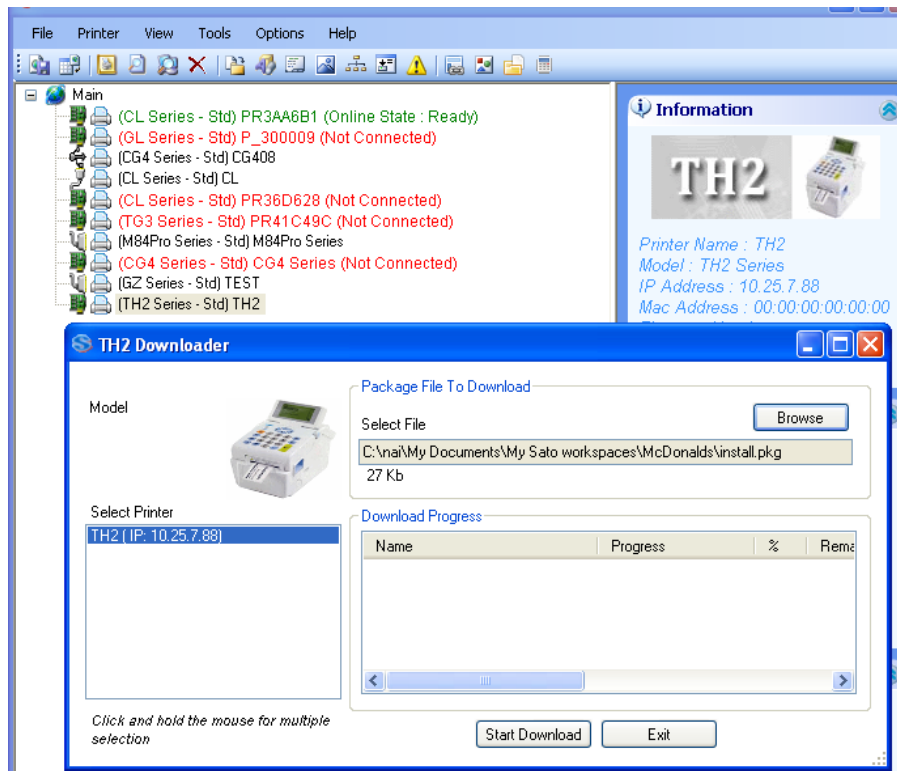 File Printer View Tools Options Help
Main
(CL Series - Std) PR3AA6B1 (Online State : Ready)
(GL Series - Std) P_300009 (Not Connected)
(CG4 Series - Std) CG408
(CL Series - Std) CL
(CL Series - Std) PR36D628 (Not Connected)
(TG3 Series - Std) PR41C49C (Not Connected)
(M84Pro Series - Std) M84Pro Series
(CG4 Series - Std) CG4 Series (Not Connected)
(GZ Series - Std) TEST
(TH2 Series - Std) TH2
Information
TH2
Printer Name : TH2
Model : TH2 Series
IP Address : 10.25.7.88
Mac Address : 00:00:00:00:00:00
TH2 Downloader
Model
Select Printer
TH2 ( IP: 10.25.7.88)
Click and hold the mouse for multiple
selection
Package File To Download
Select File
Browse
C:\nai\My Documents\My Sato workspaces\McDonalds\install.pkg
27 Kb
Download Progress
Name Progress % Rema
Start Download Exit